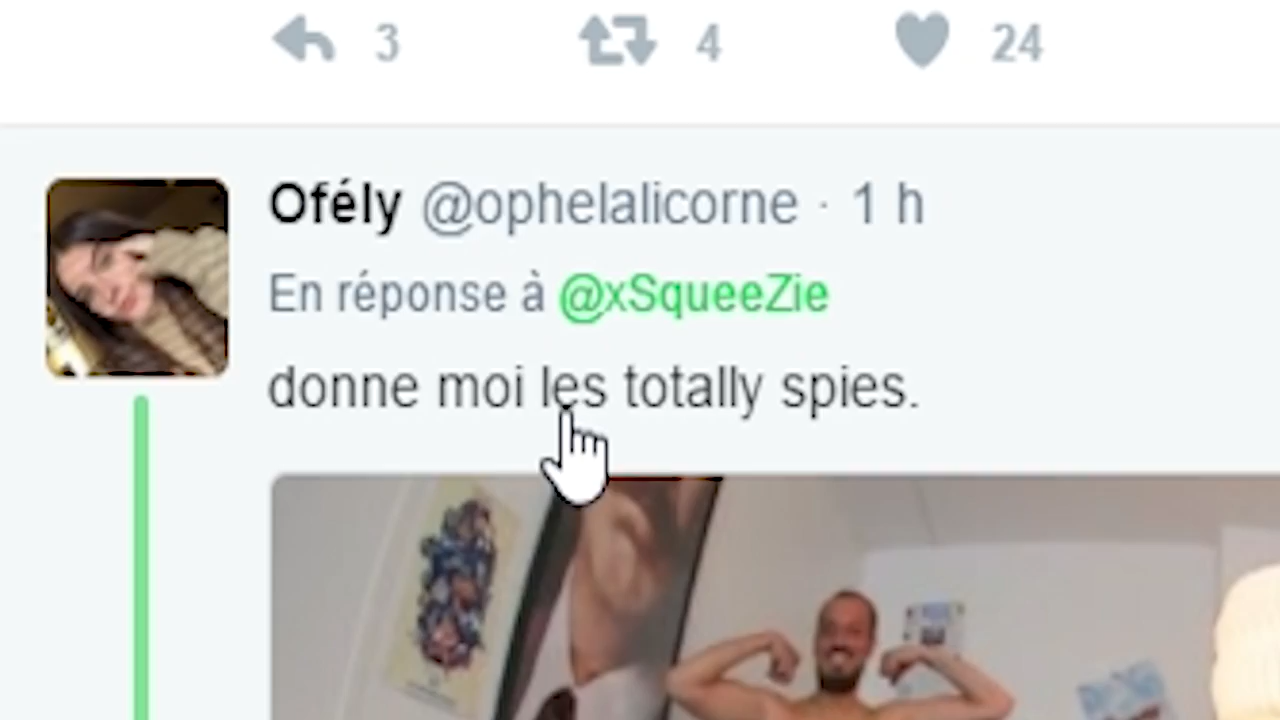 3 4 24
Ofély @ophelalicorne · 1 h
En réponse à @xSqueeZie
donne moi les totally spies.